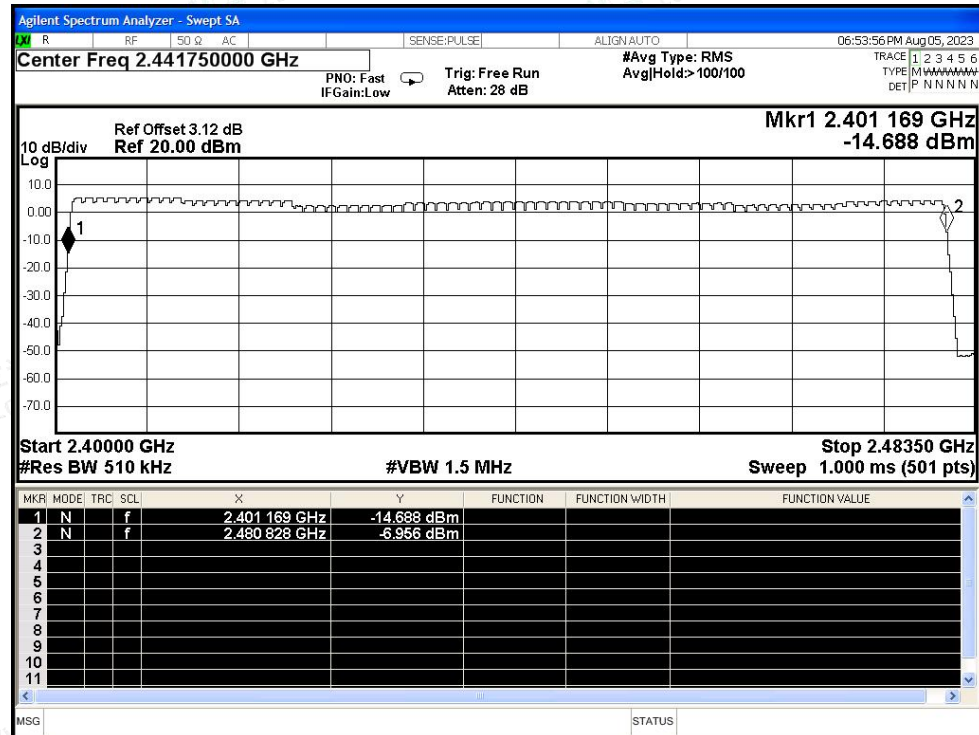 Agilent Spectrum Analyzer - Swept SA
LXI R RF 50 Ω AC SENSE:PULSE ALIGN AUTO 06:53:56 PM Aug 05, 2023
Center Freq 2.441750000 GHz
PNO: Fast
IFGain:Low
Trig: Free Run
Atten: 28 dB
#Avg Type: RMS
Avg|Hold:> 100/100
TRACE 1 2 3 4 5 6
TYPE M WWWWW
DET P N N N N N
Ref Offset 3.12 dB
10 dB/div Ref 20.00 dBm
Log
Mkr1 2.401 169 GHz
-14.688 dBm
10.0
0.00
-10.0
-20.0
-30.0
-40.0
-50.0
-60.0
-70.0
1
2
Start 2.40000 GHz Stop 2.48350 GHz
#Res BW 510 kHz #VBW 1.5 MHz Sweep 1.000 ms (501 pts)
MKR MODE TRC SCL X Y FUNCTION FUNCTION WIDTH FUNCTION VALUE
1 N f 2.401 169 GHz -14.688 dBm
2 N f 2.480 828 GHz -6.956 dBm
3
4
5
6
7
8
9
10
11
MSG STATUS